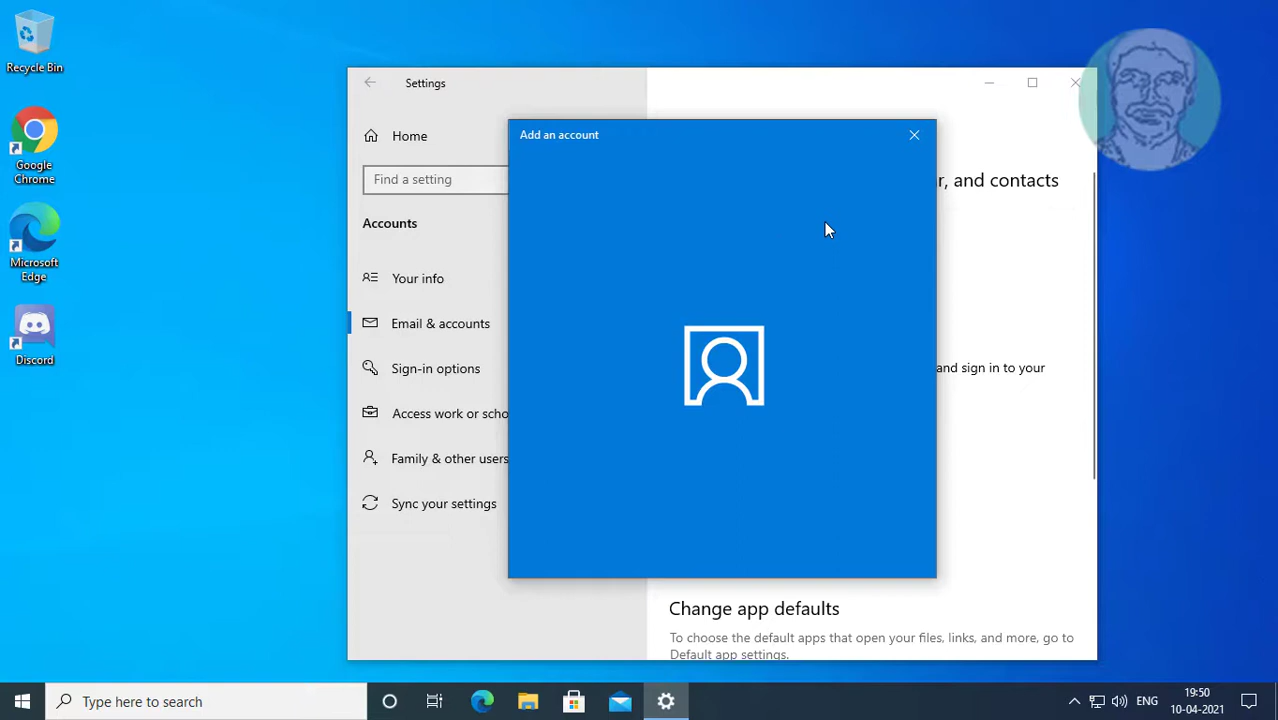 Recycle Bin
Google
Chrome
Microsoft
Edge
Discord
Settings
Home
Find a setting
Accounts
Your info
Email & accounts
Sign-in options
Access work or scho
Family & other users
Sync your settings
Add an account
r, and contacts
and sign in to your
Change app defaults
To choose the default apps that open your files, links, and more, go to
Default app settings.
Type here to search
ENG
19:50
10-04-2021